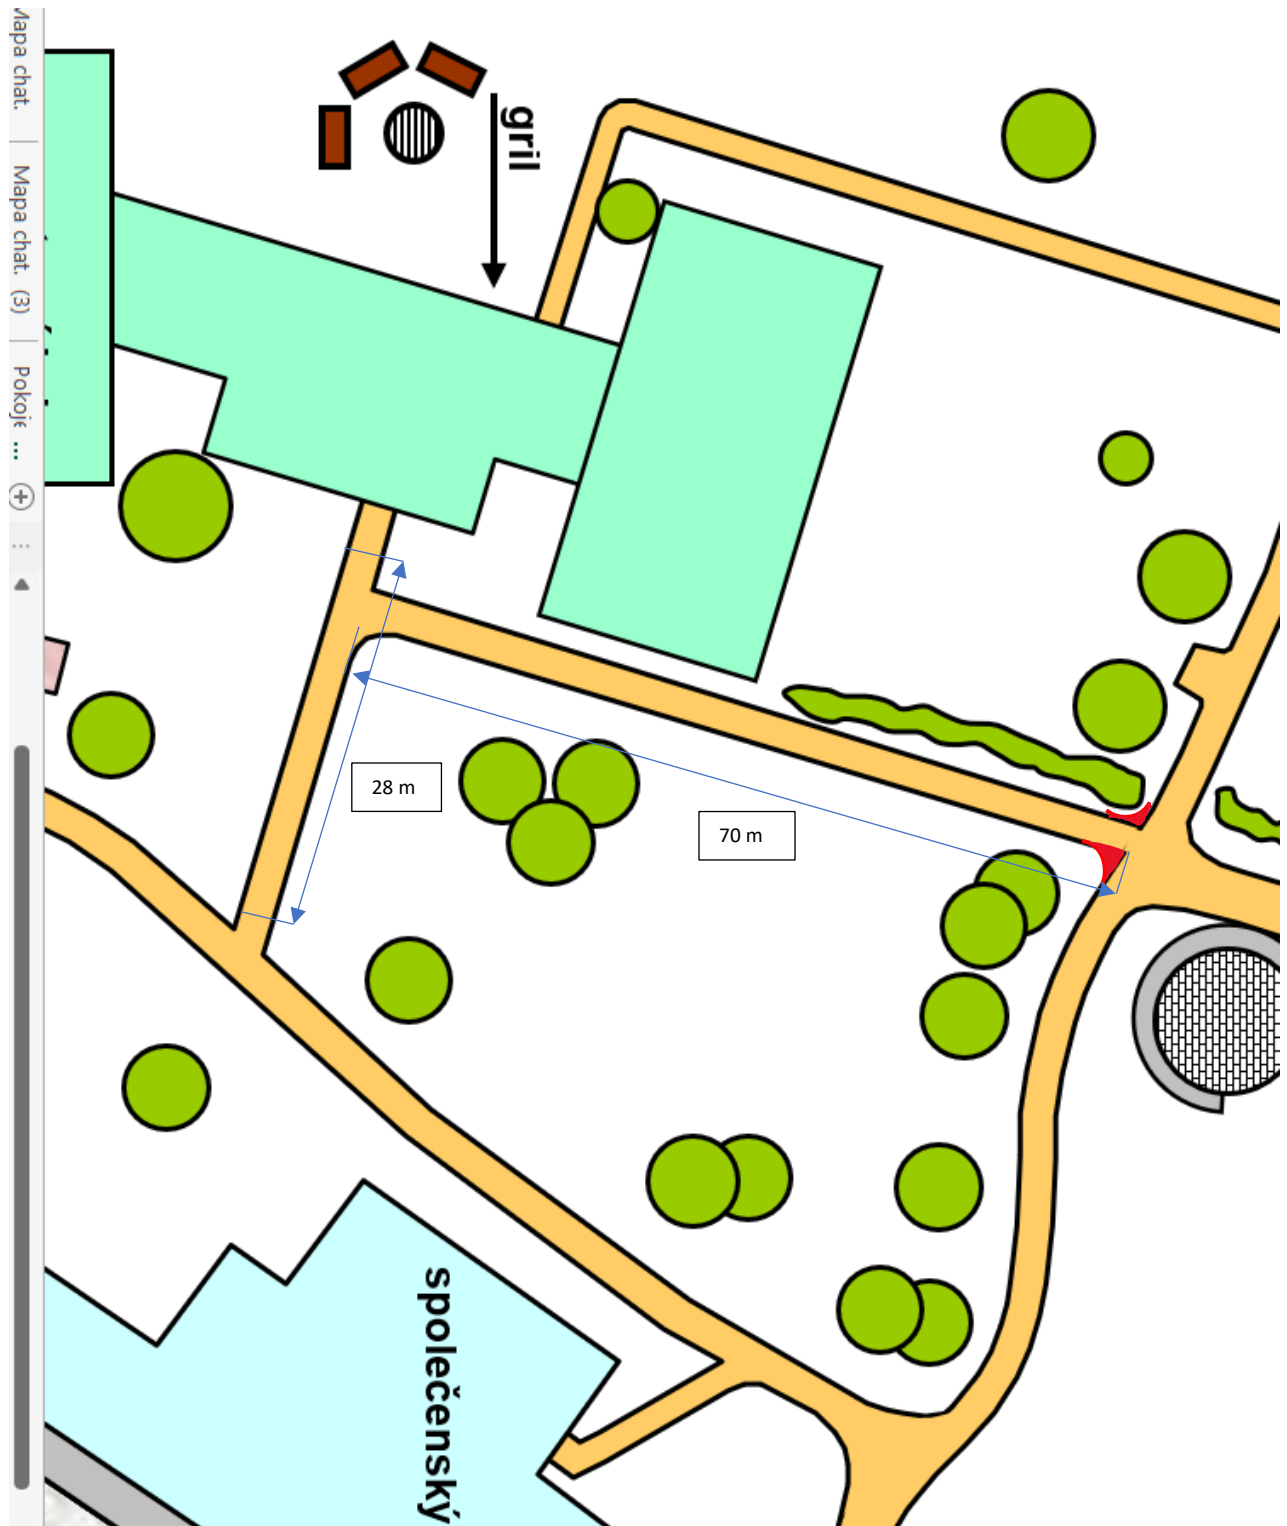 Mapa chat.
Mapa chat. (3)
Pokoje ...
gril
28 m
70 m
společenský